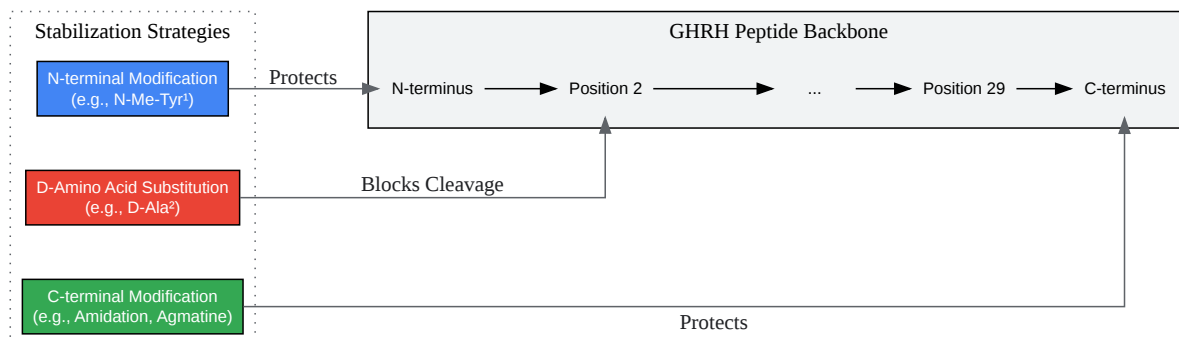 Stabilization Strategies
GHRH Peptide Backbone
N-terminal Modification
(e.g., N-Me-Tyr¹)
Protects
N-terminus
Position 2
...
Position 29
C-terminus
D-Amino Acid Substitution
(e.g., D-Ala²)
Blocks Cleavage
C-terminal Modification
(e.g., Amidation, Agmatine)
Protects